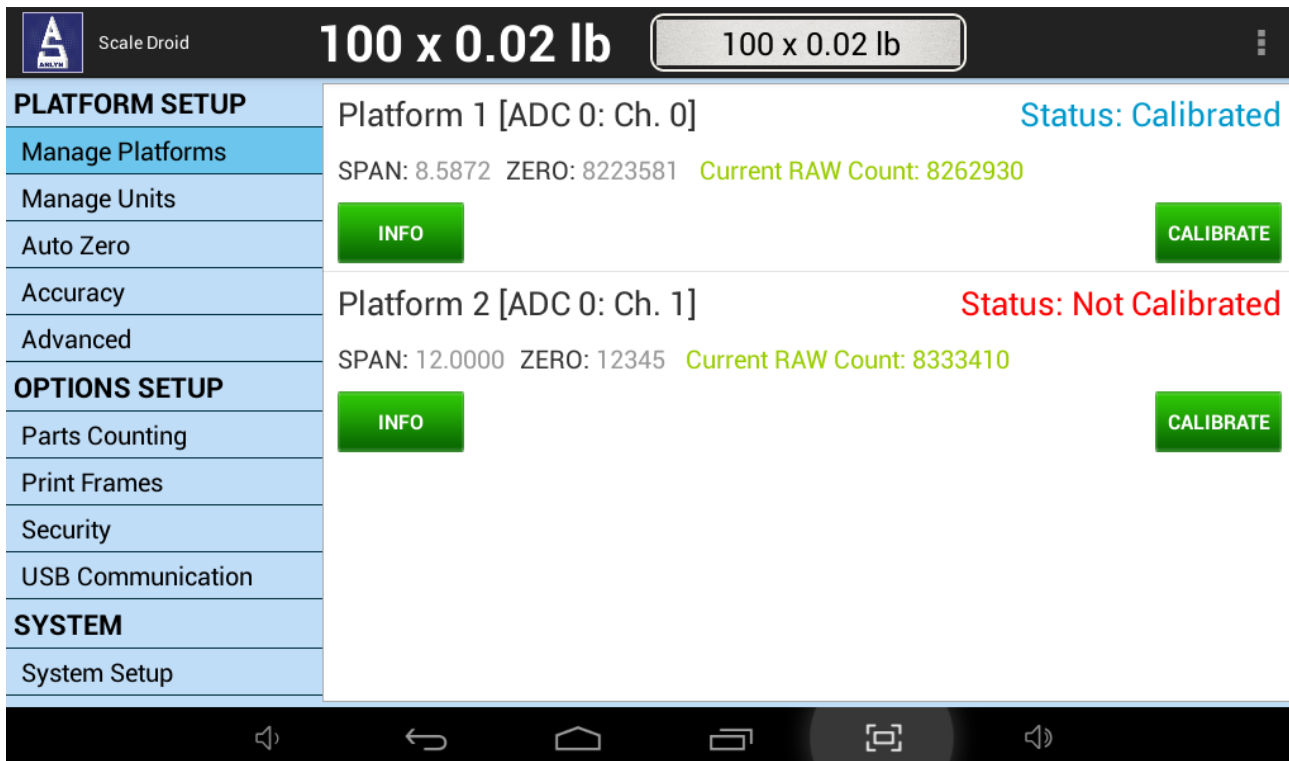 Scale Droid
100 x 0.02 lb
100 x 0.02 lb
PLATFORM SETUP
Manage Platforms
Manage Units
Auto Zero
Accuracy
Advanced
OPTIONS SETUP
Parts Counting
Print Frames
Security
USB Communication
SYSTEM
System Setup
Platform 1 [ADC 0: Ch. 0]
Status: Calibrated
SPAN: 8.5872 ZERO: 8223581 Current RAW Count: 8262930
INFO
CALIBRATE
Platform 2 [ADC 0: Ch. 1]
Status: Not Calibrated
SPAN: 12.0000 ZERO: 12345 Current RAW Count: 8333410
INFO
CALIBRATE